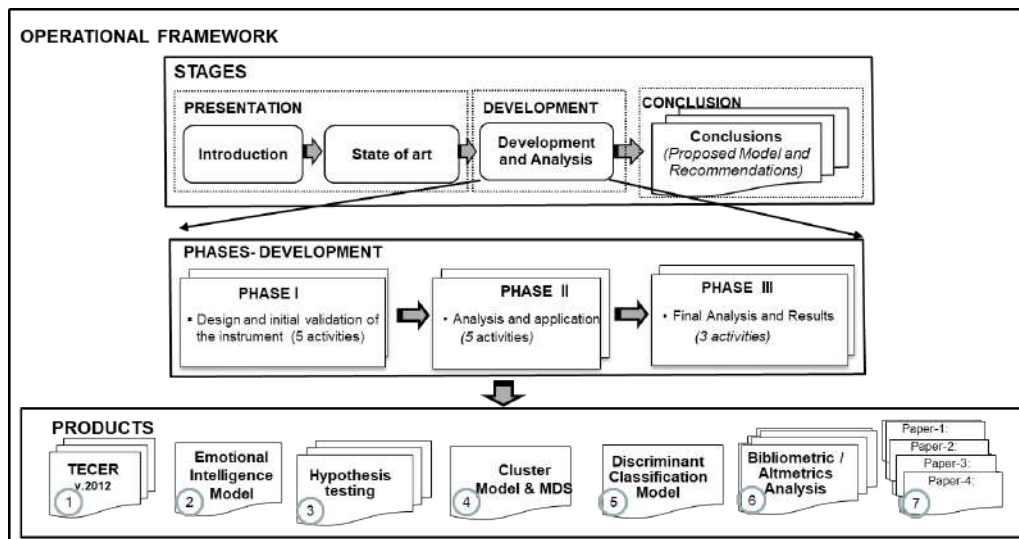 OPERATIONAL FRAMEWORK
STAGES
PRESENTATION
Introduction
State of art
DEVELOPMENT
Development
and Analysis
CONCLUSION
Conclusions
(Proposed Model and
Recommendations)
PHASES- DEVELOPMENT
PHASE I
▪ Design and initial validation of
the instrument (5 activities)
PHASE II
• Analysis and application
(5 activities)
PHASE III
• Final Analysis and Results
(3 activities)
PRODUCTS
TECER
v.2012
1
Emotional
Intelligence
Model
2
Hypothesis
testing
3
Cluster
Model & MDS
4
Discriminant
Classification
Model
5
Bibliometric /
Altmetrics
Analysis
6
Paper-1:
Paper-2:
Paper-3:
Paper-4:
7